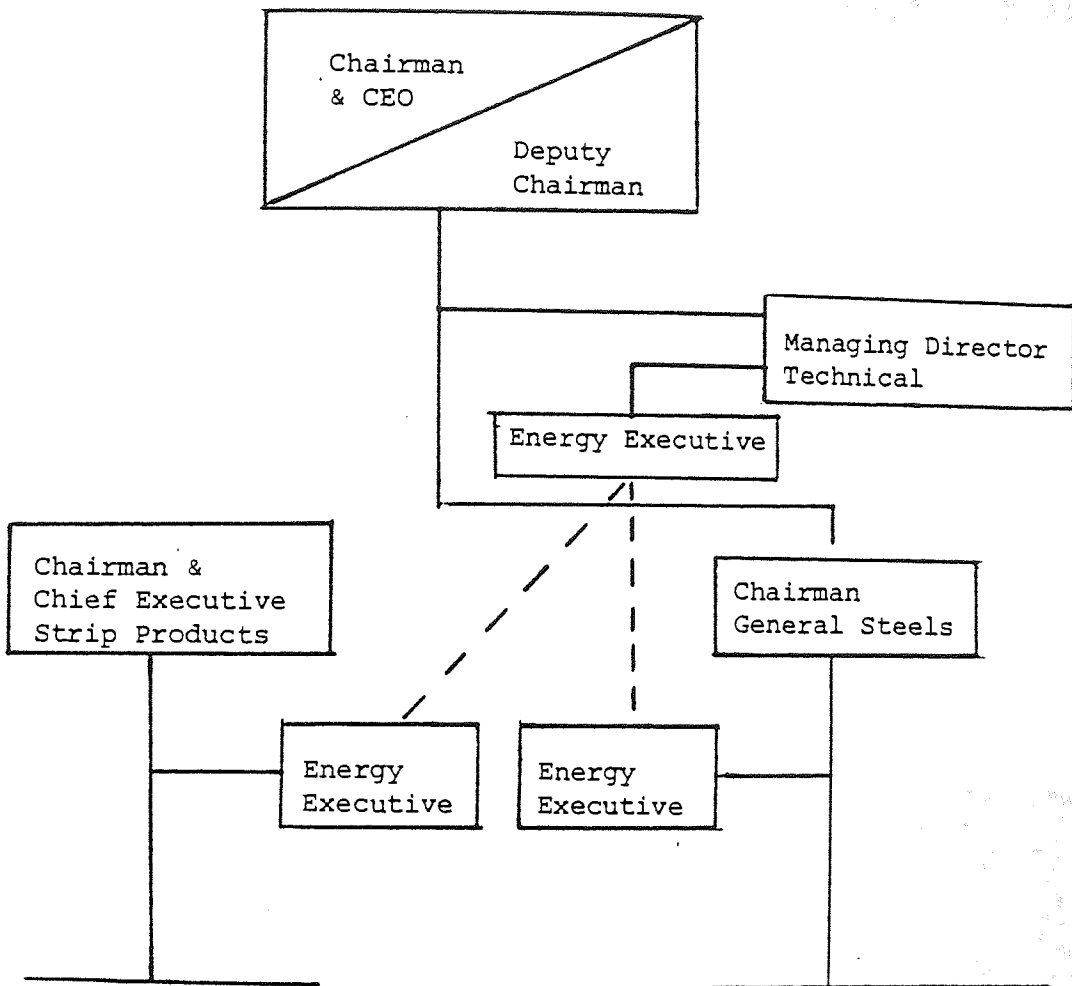 Chairman
& CEO
Deputy
Chairman
Managing Director
Technical
Energy Executive
Chairman &
Chief Executive
Strip Products
Chairman
General Steels
Energy
Executive
Energy
Executive